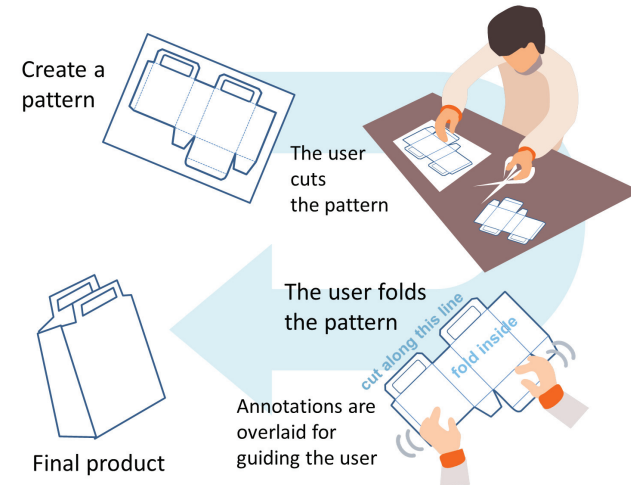 Create a
pattern
The user
cuts
the pattern
The user folds
the pattern
cut along this line
fold inside
Annotations are
overlaid for
guiding the user
Final product